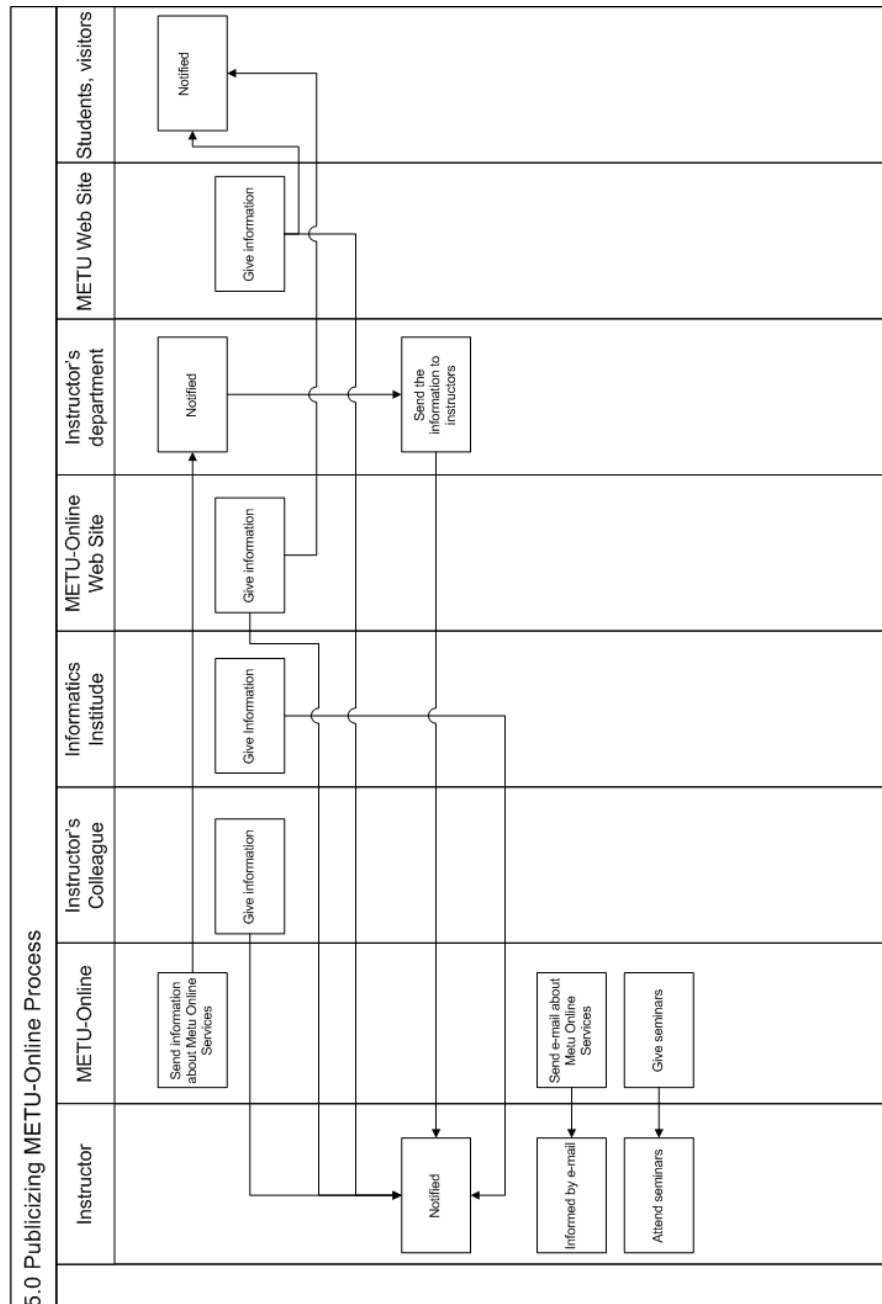 5.0 Publicizing METU-Online Process
Students, visitors
Notified
METU Web Site
Give information
Instructor's
department
Notified
Send the
information to
instructors
METU-Online
Web Site
Give information
Informatics
Institude
Give Information
Instructor's
Colleague
Give information
METU-Online
Send information
about Metu Online
Services
Send e-mail about
Metu Online
Services
Give seminars
Instructor
Notified
Informed by e-mail
Attend seminars